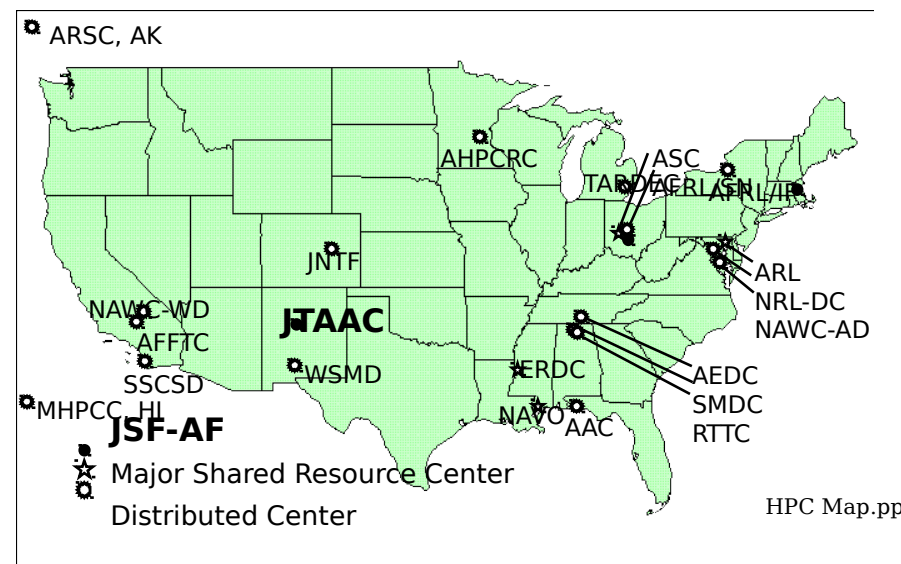 ARSC, AK
AHPCRC
ASC
TARDEC
AFRL/SN
AFRL/IF
JNTF
ARL
NRL-DC
NAWC-AD
NAWC-WD
AFFTC
JTAAC
SSCSD
WSMD
ERDC
AEDC
SMDC
RTTC
MHPCC, HI
NAVO
AAC
JSF-AF
Major Shared Resource Center
Distributed Center
HPC Map.pp